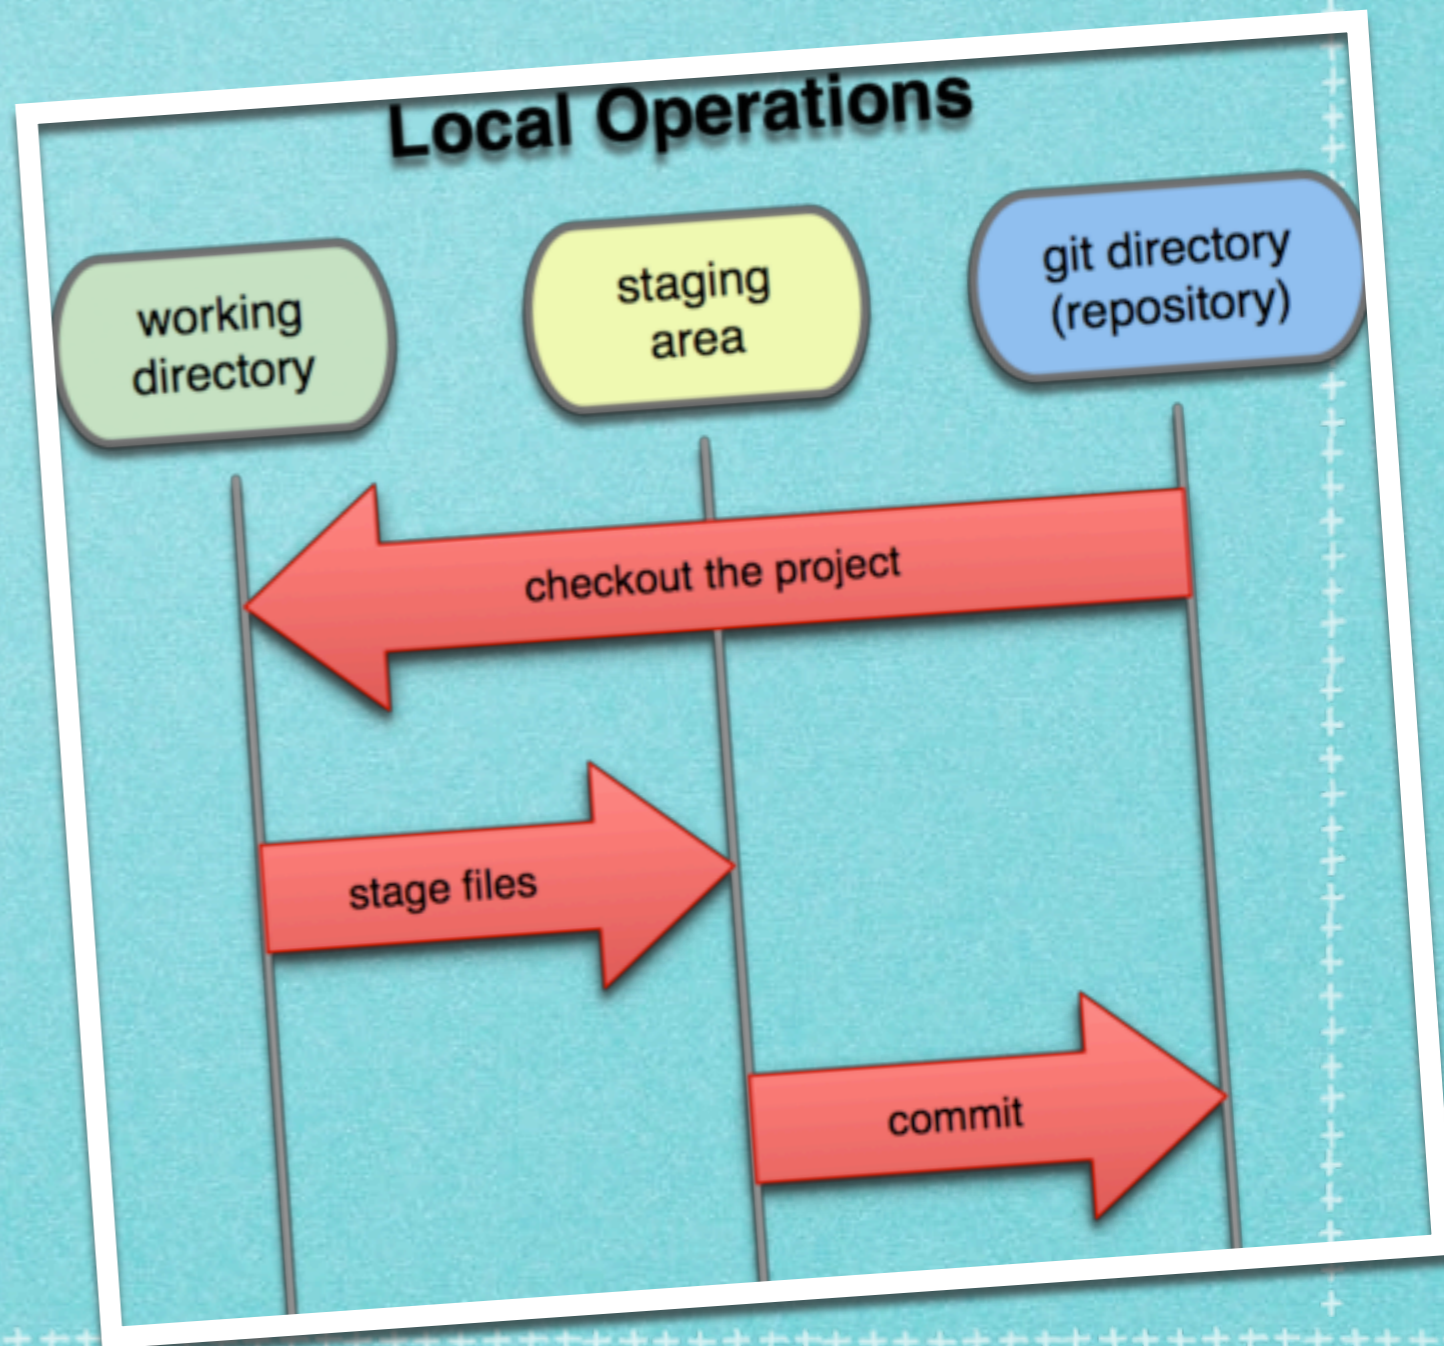 Local Operations
working
directory
staging
area
git directory
(repository)
checkout the project
stage files
commit